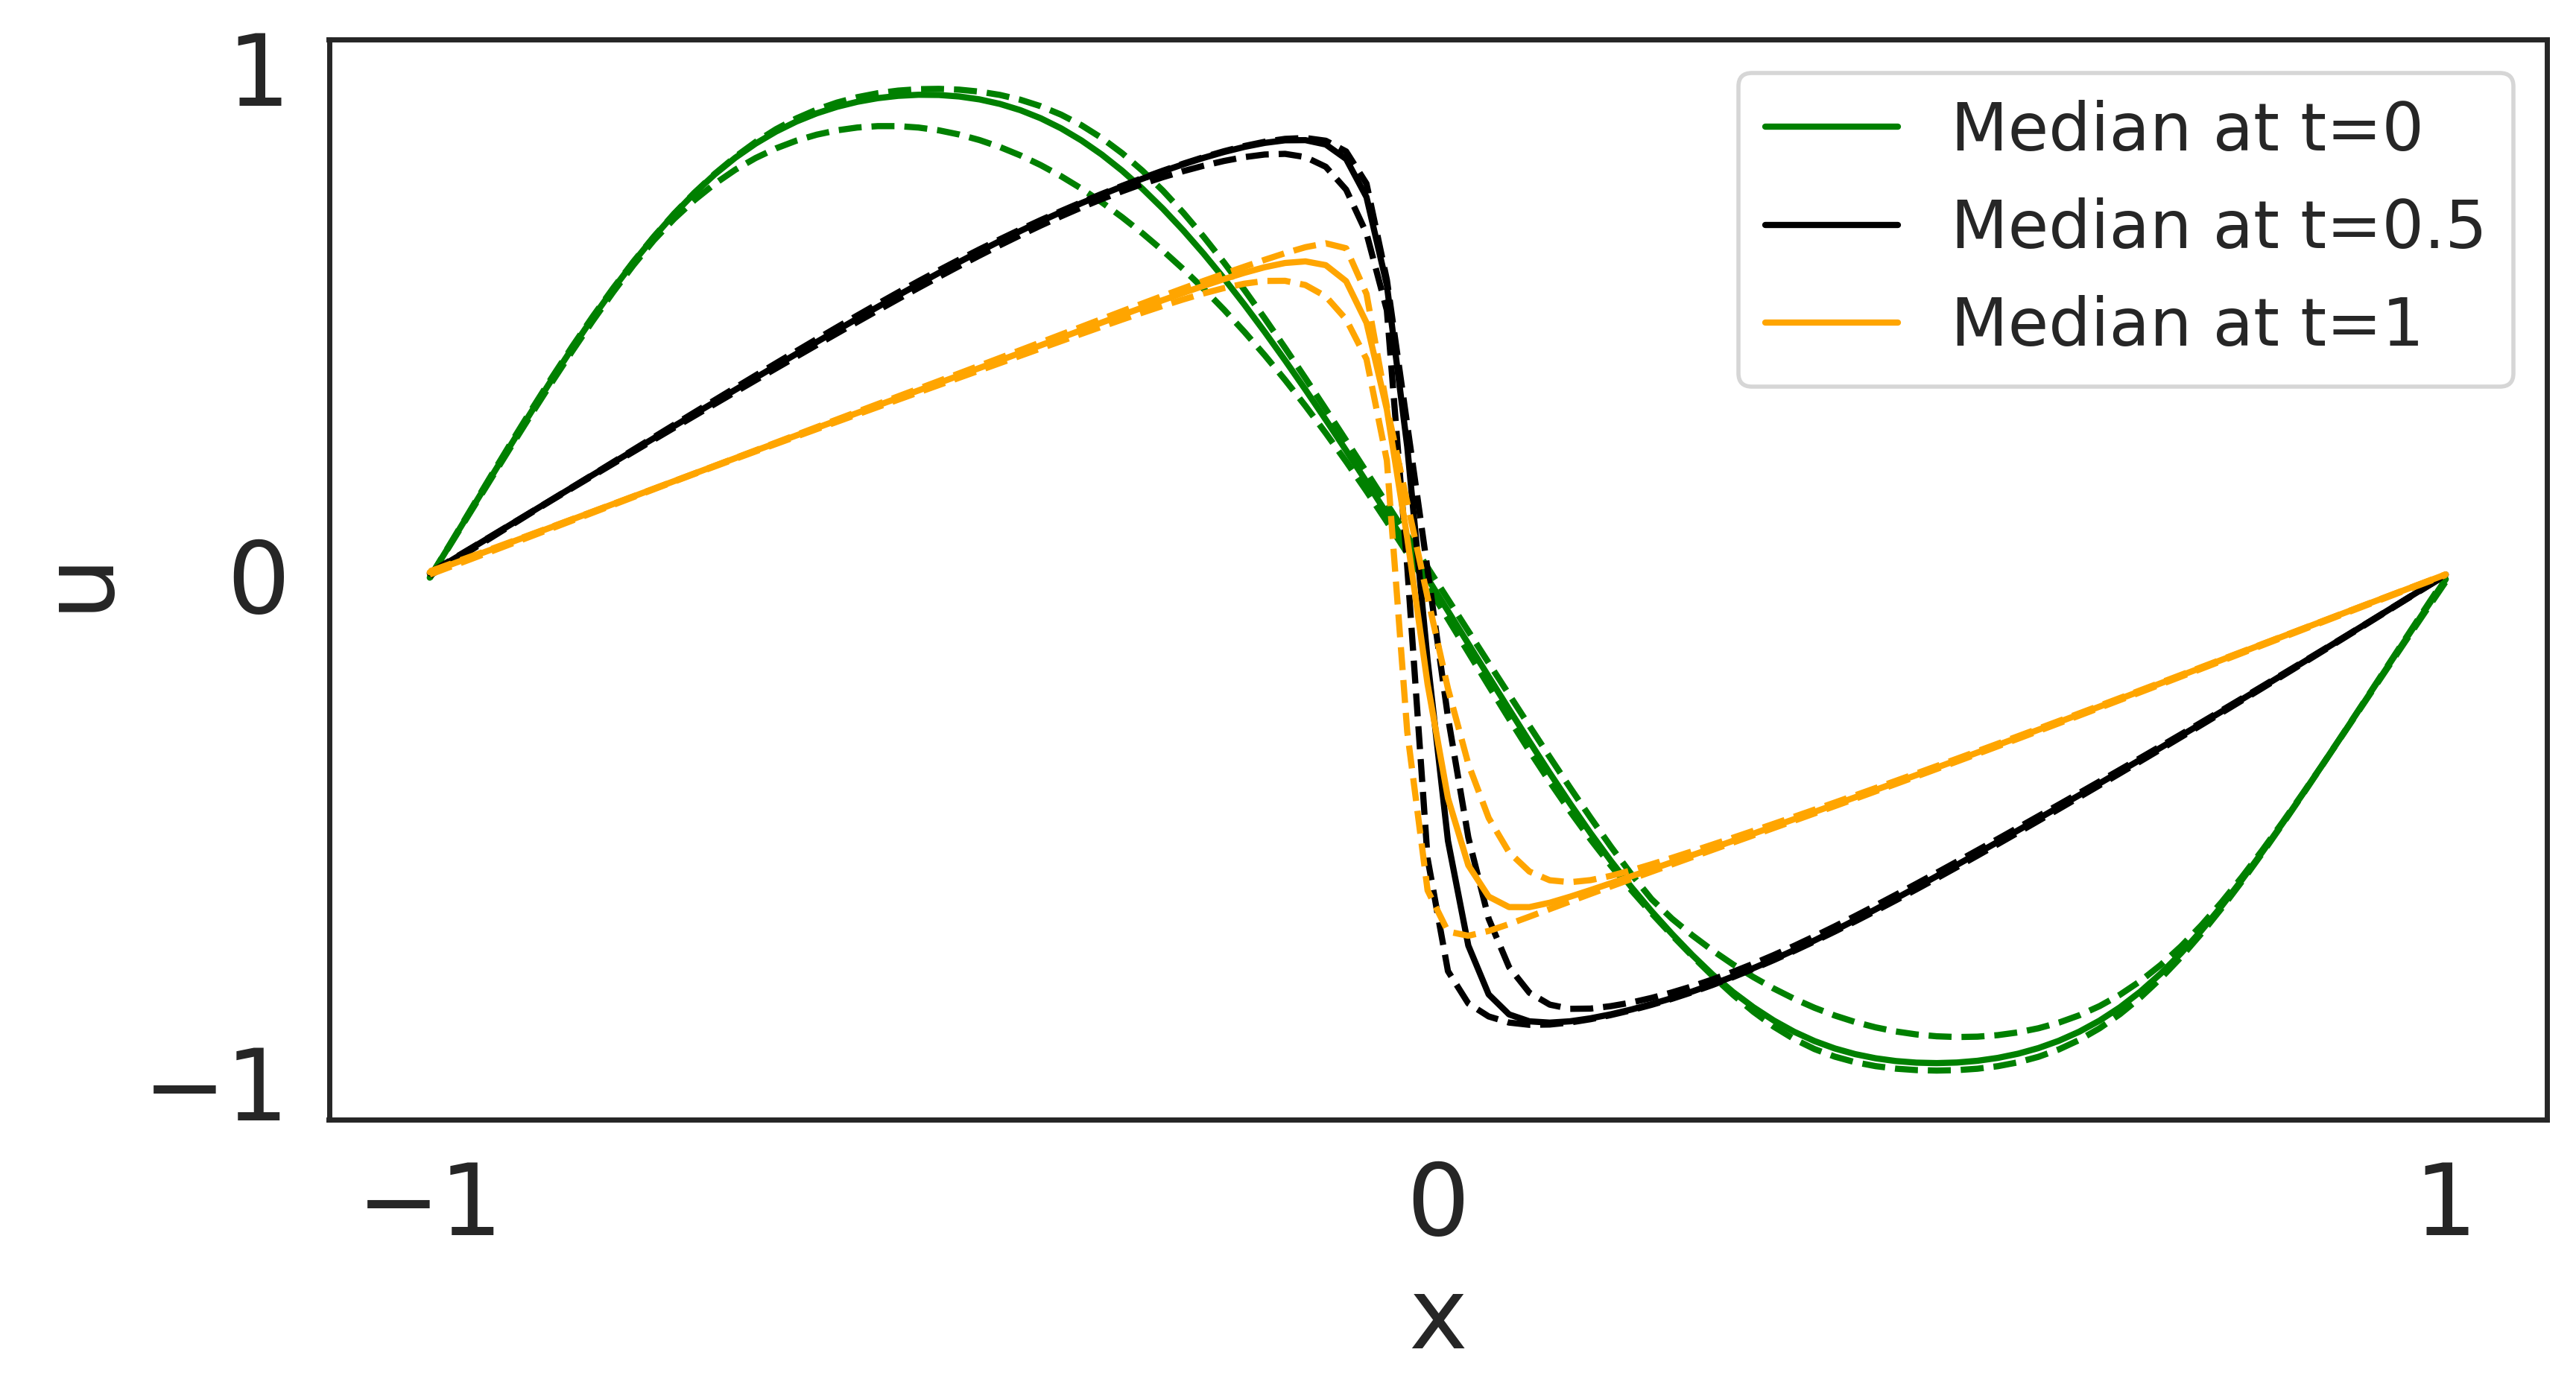 1
0
−1
u
−1 0 1
x
Median at t=0
Median at t=0.5
Median at t=1